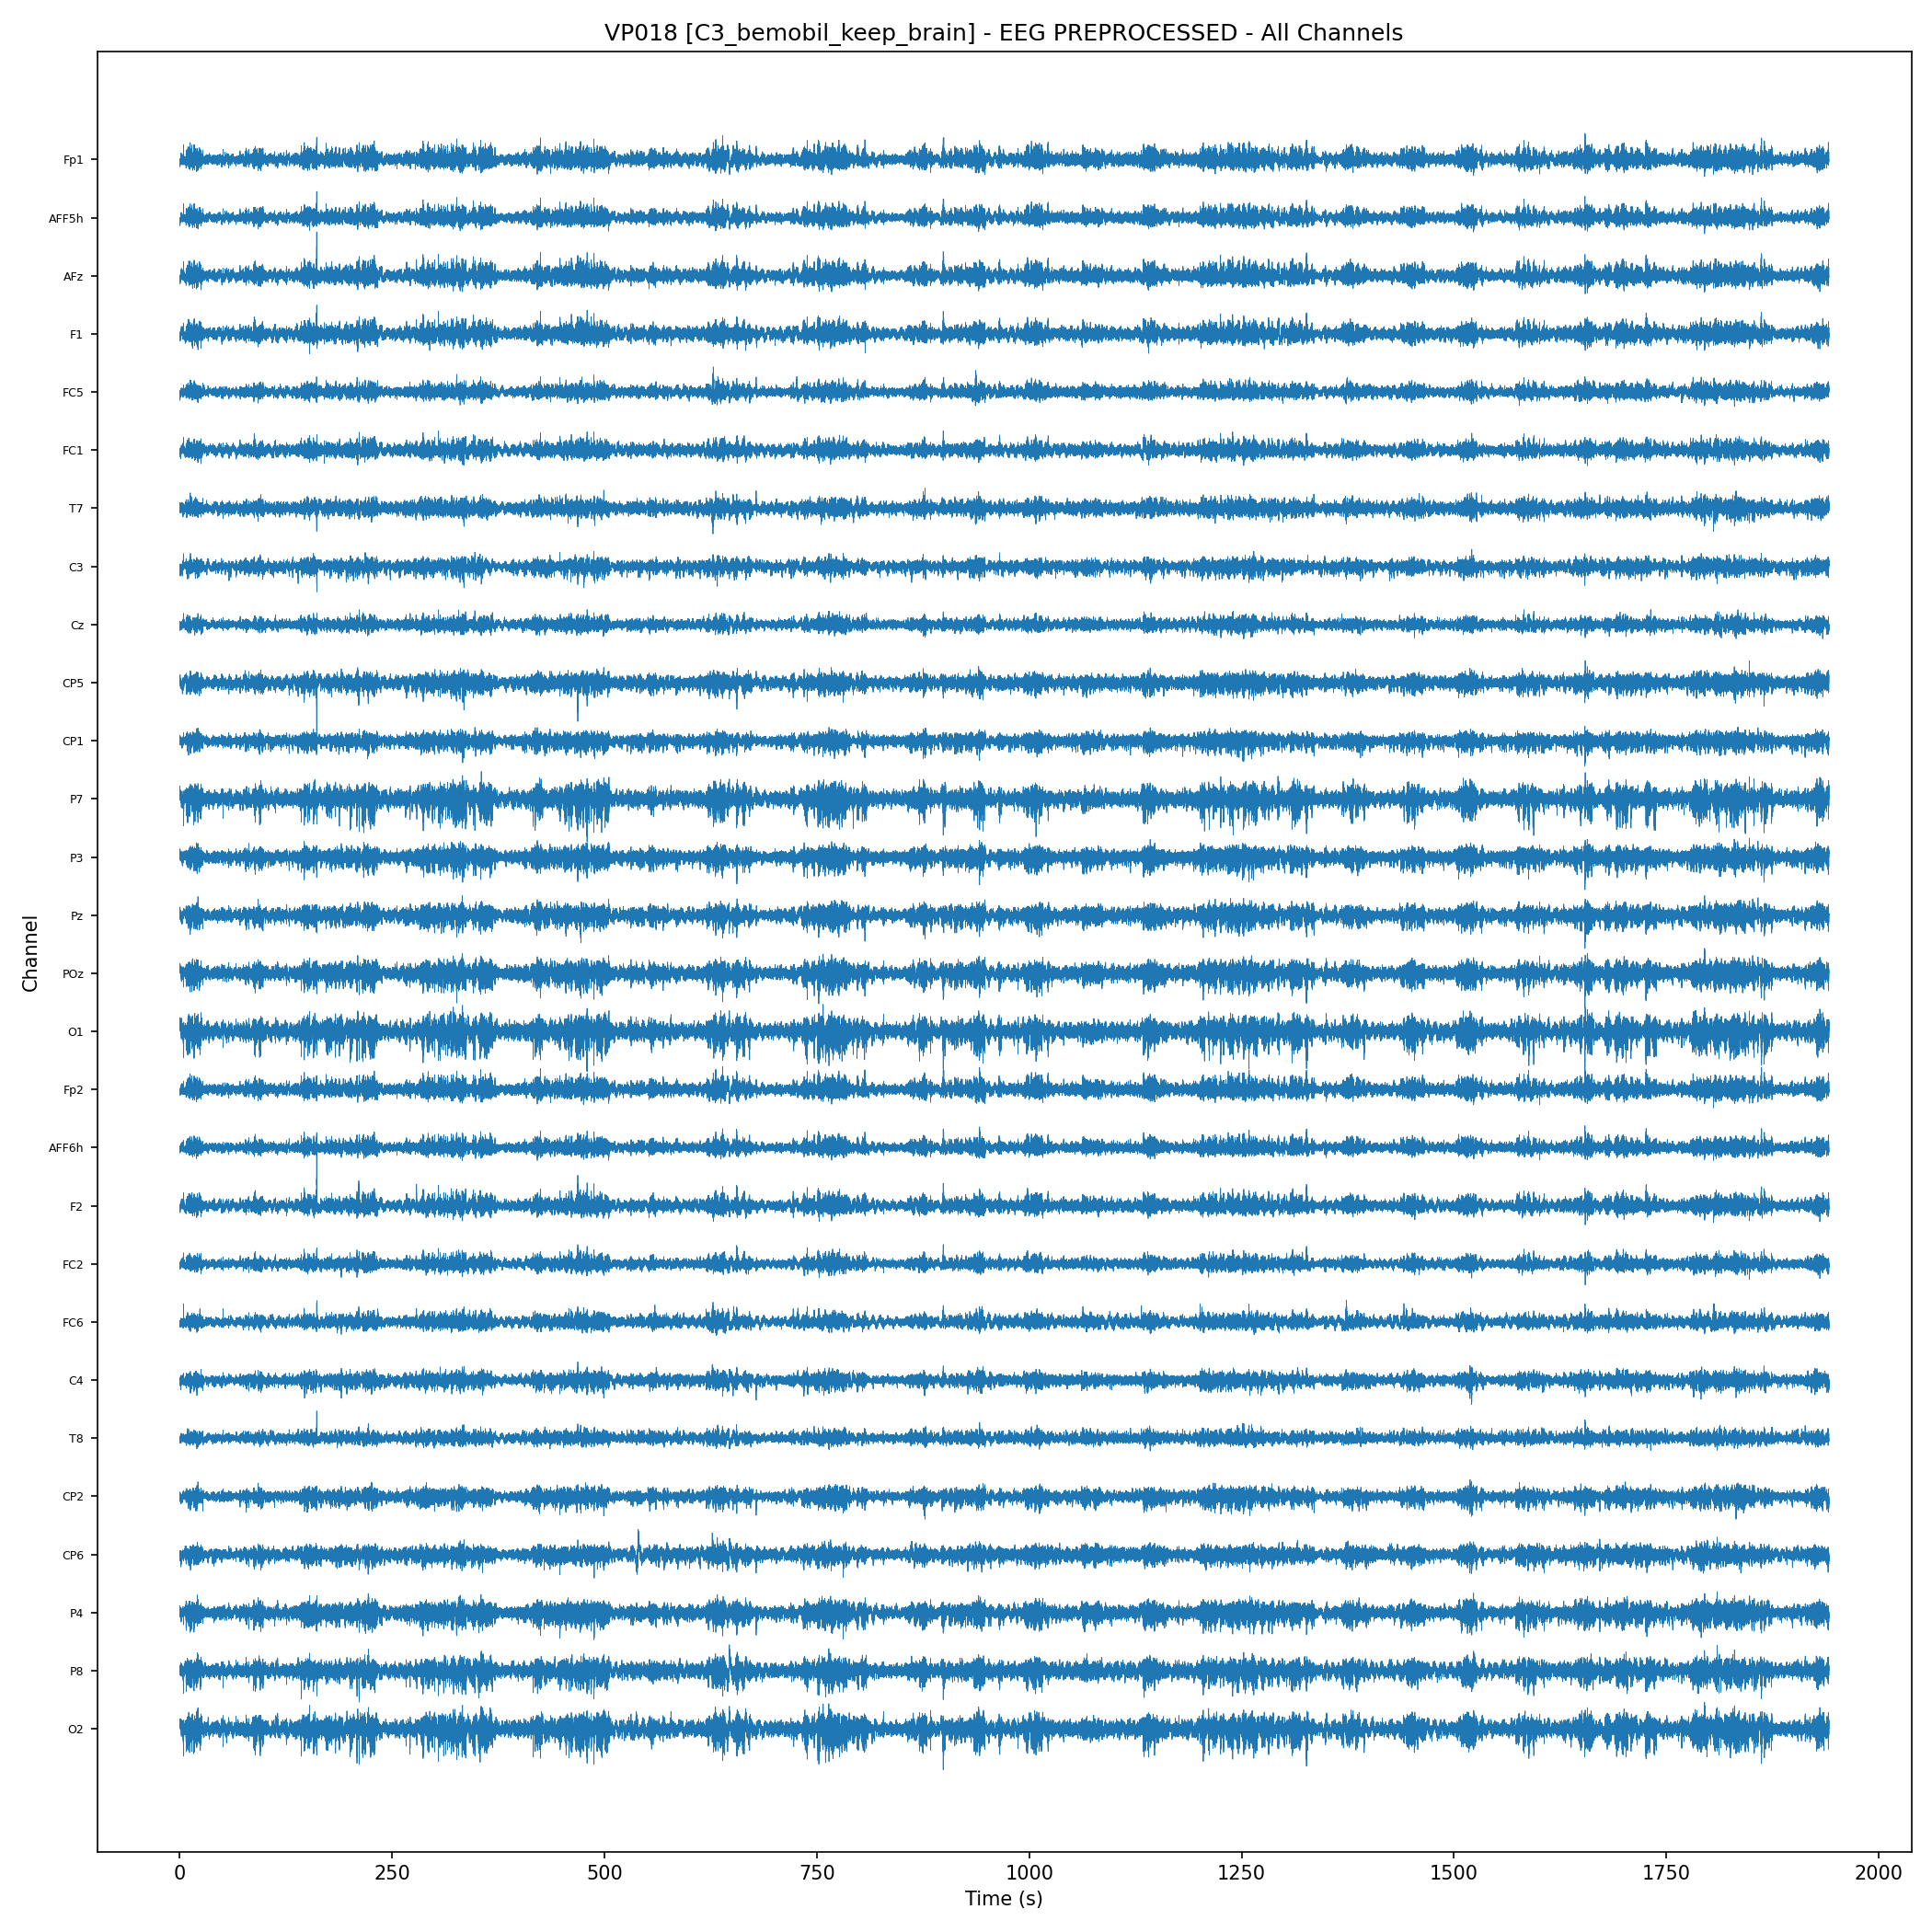 VP018 [C3_bemobil_keep_brain] - EEG PREPROCESSED - All Channels
Fp1
AFF5h
AFz
F1
FC5
FC1
T7
C3
Cz
CP5
CP1
P7
P3
Pz
POz
O1
Fp2
AFF6h
F2
FC2
FC6
C4
T8
CP2
CP6
P4
P8
O2
Channel
0 250 500 750 1000 1250 1500 1750 2000
Time (s)